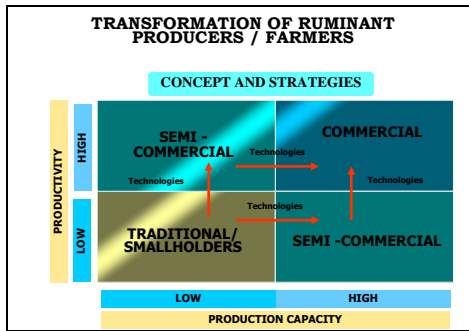 TRANSFORMATION OF RUMINANT
PRODUCERS / FARMERS
CONCEPT AND STRATEGIES
PRODUCTIVITY
HIGH
LOW
SEMI -
COMMERCIAL
COMMERCIAL
Technologies
Technologies
Technologies
Technologies
TRADITIONAL/
SMALLHOLDERS
SEMI -COMMERCIAL
LOW
HIGH
PRODUCTION CAPACITY